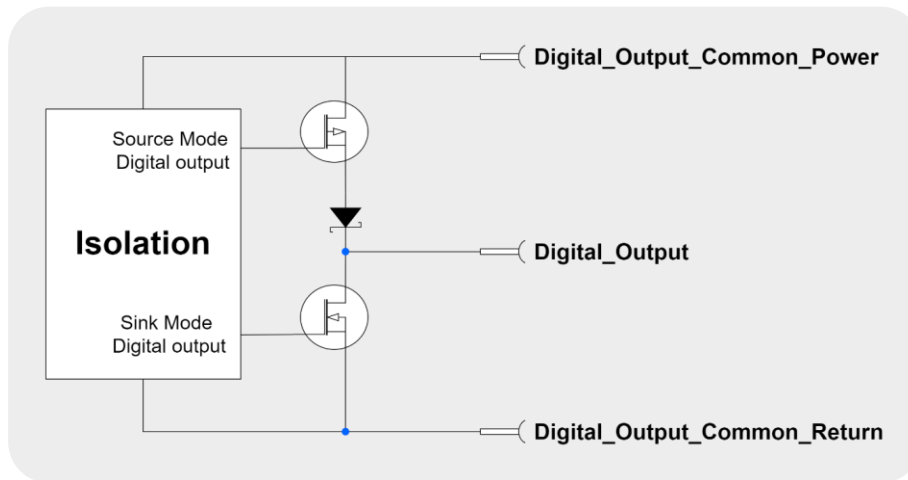 Digital_Output_Common_Power
Source Mode
Digital output
Isolation
Digital_Output
Sink Mode
Digital output
Digital_Output_Common_Return